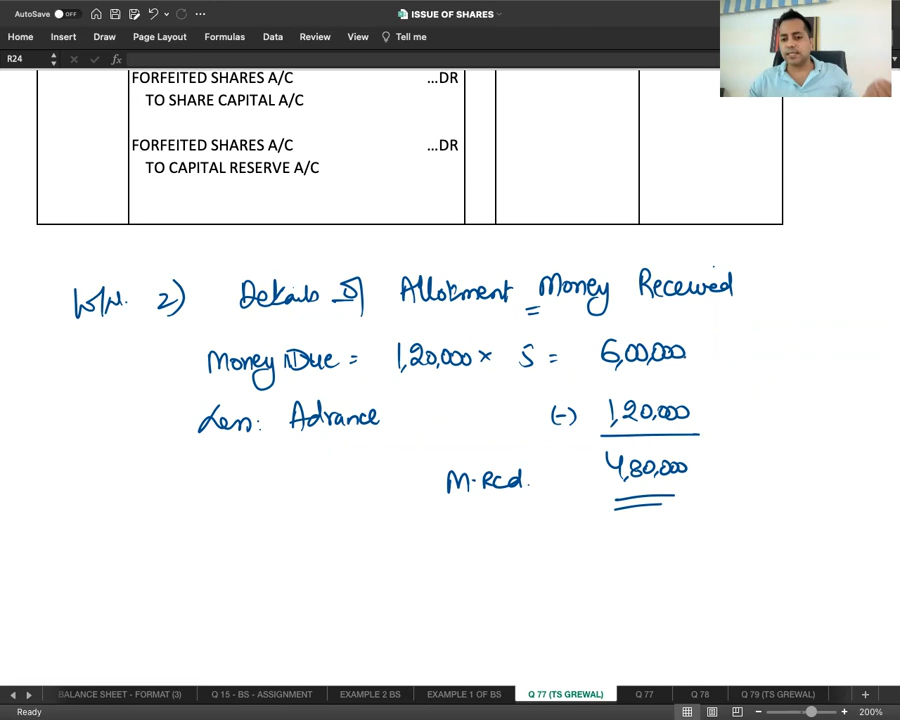 AutoSave OFF ... ISSUE OF SHARES
Home Insert Draw Page Layout Formulas Data Review View Tell me
R24 fx
FORFEITED SHARES A/C ...DR
TO SHARE CAPITAL A/C
FORFEITED SHARES A/C ...DR
TO CAPITAL RESERVE A/C
W.N. 2) Details of Allotment Money Received
Money Due = 1,20,000 × 5 = 6,00,000
Less: Advance (-) 1,20,000
M. Rcd. 4,80,000
BALANCE SHEET - FORMAT (3) Q 15 - BS - ASSIGNMENT EXAMPLE 2 BS EXAMPLE 1 OF BS Q 77 (TS GREWAL) Q 77 Q 78 Q 79 (TS GREWAL) +
Ready - + 200%